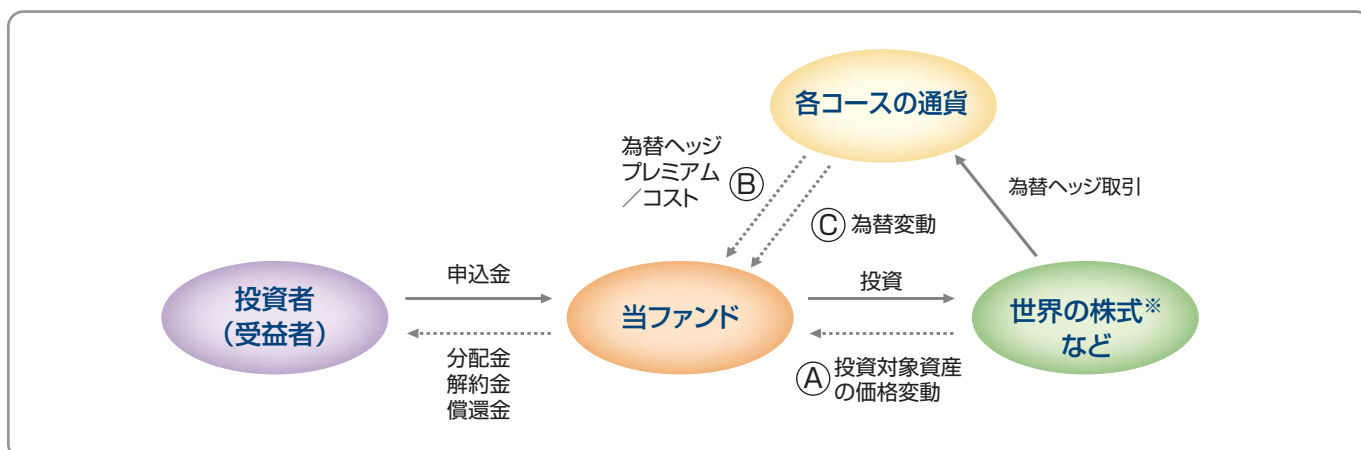 各コースの通貨
為替ヘッジ
プレミアム
／コスト
Ⓑ
Ⓒ 為替変動
為替ヘッジ取引
投資者
（受益者）
申込金
分配金
解約金
償還金
当ファンド
投資
Ⓐ 投資対象資産
の価格変動
世界の株式※
など